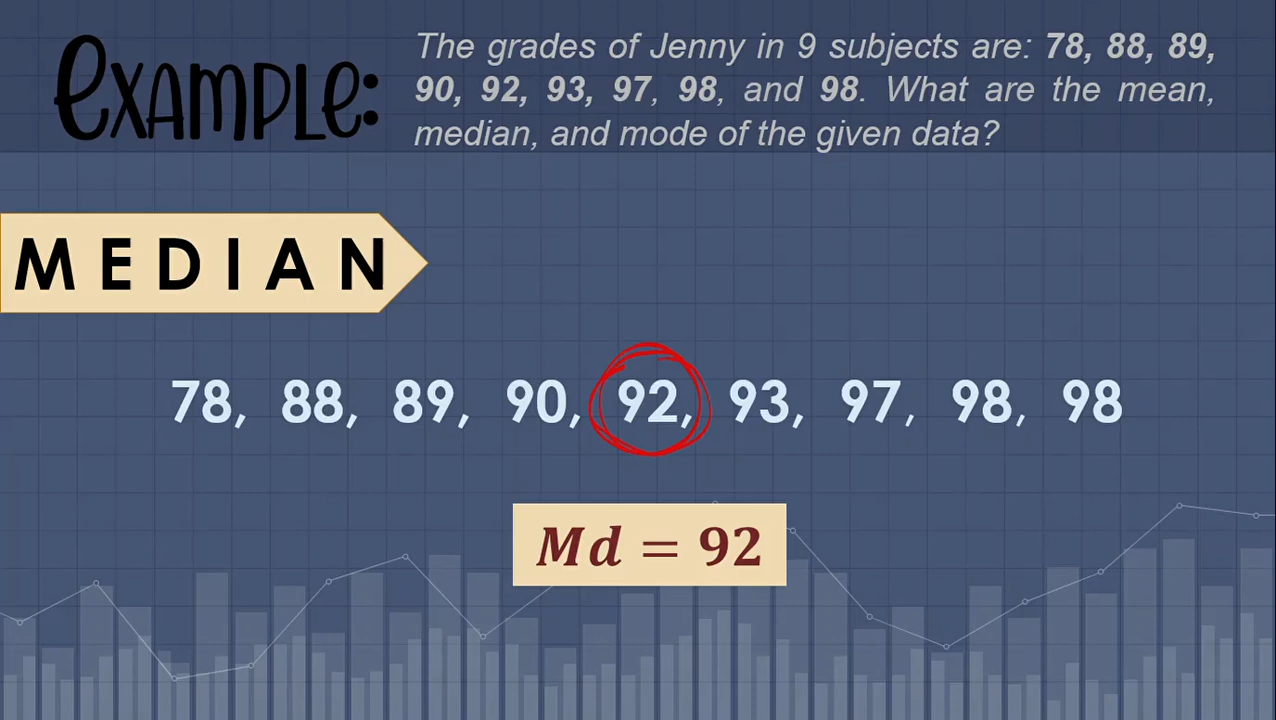 Example:
The grades of Jenny in 9 subjects are: 78, 88, 89,
90, 92, 93, 97, 98, and 98. What are the mean,
median, and mode of the given data?
MEDIAN
78, 88, 89, 90, 92, 93, 97, 98, 98
Md = 92